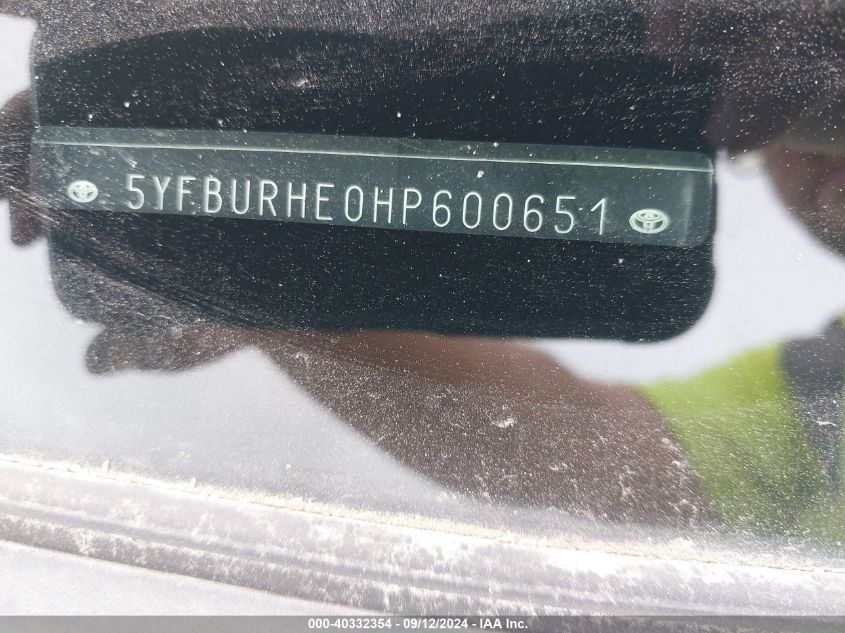 5YFBURHE0HP600651
000-40332354 - 09/12/2024 - IAA Inc.